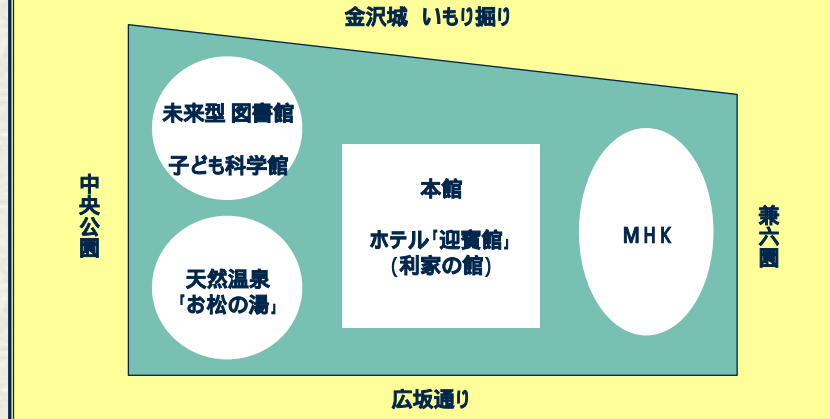 金沢城 いもり掘り
未来型 図書館
子ども科学館
中央公園
本館
ホテル「迎賓館」
(利家の館)
MHK
兼六園
天然温泉
「お松の湯」
広坂通り